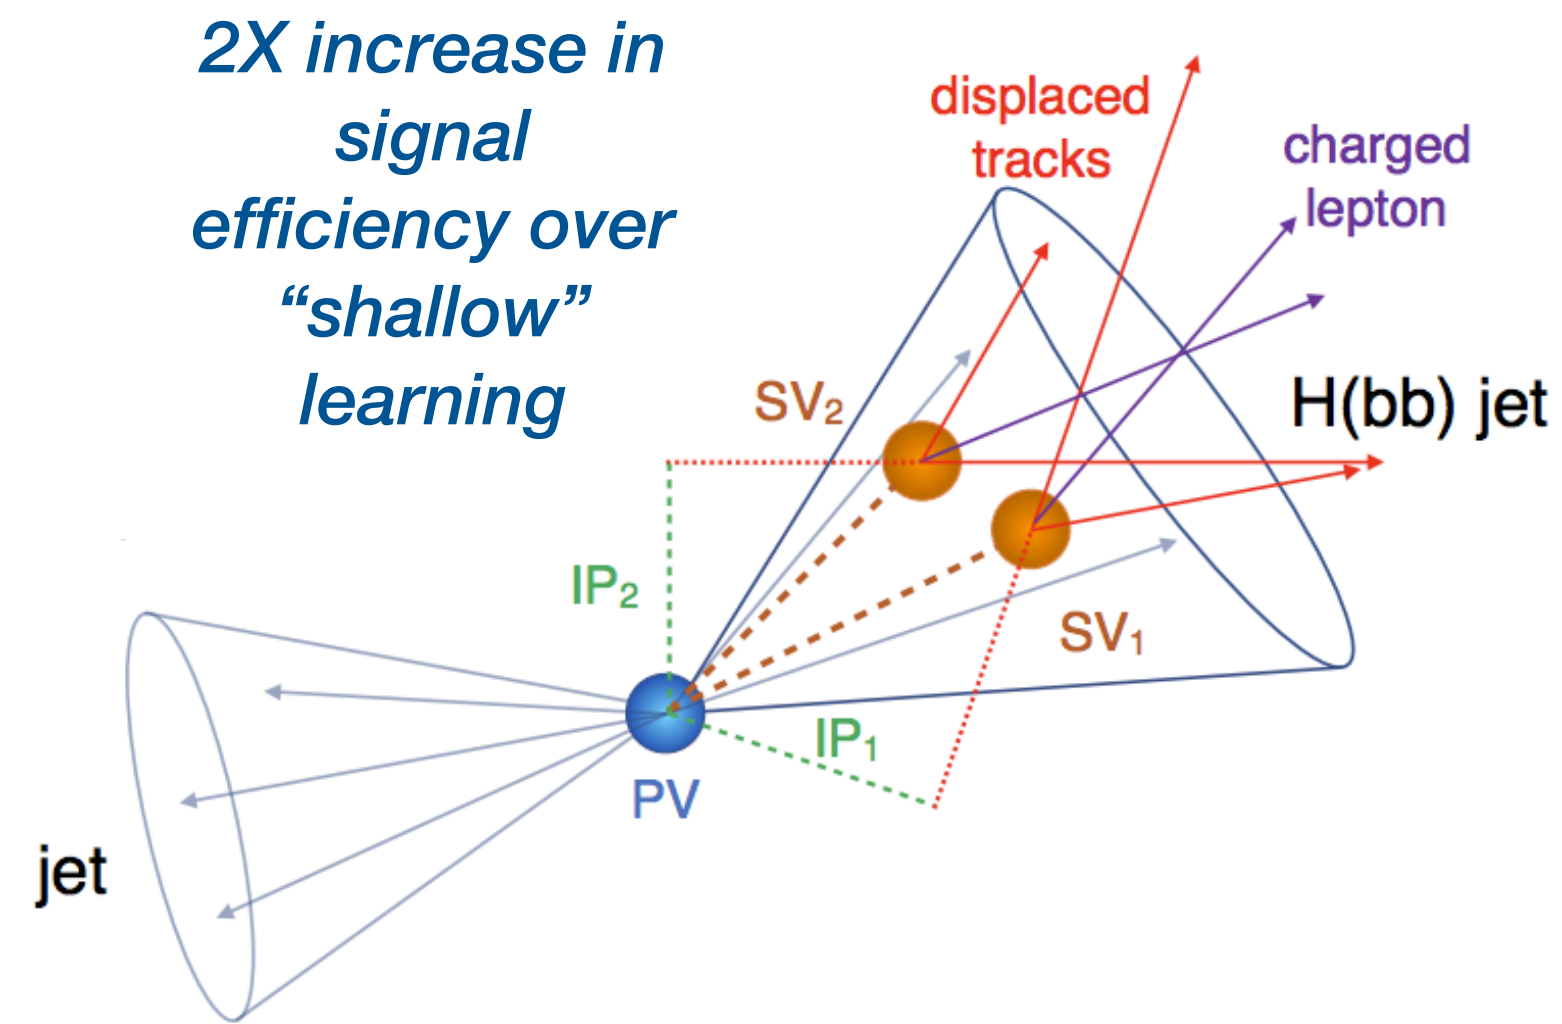 2X increase in
signal
efficiency over
“shallow”
learning
displaced
tracks
charged
lepton
SV₂
H(bb) jet
IP₂
SV₁
IP₁
PV
jet